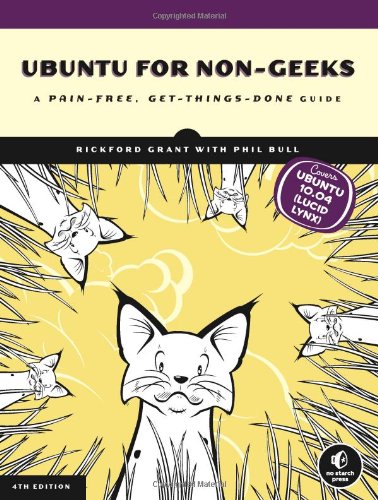 Copyrighted Material
UBUNTU FOR NON-GEEKS
A PAIN-FREE, GET-THINGS-DONE GUIDE
RICKFORD GRANT WITH PHIL BULL
Covers
UBUNTU
10.04
(LUCID
LYNX)
4TH EDITION
no starch
press
Copyrighted Material